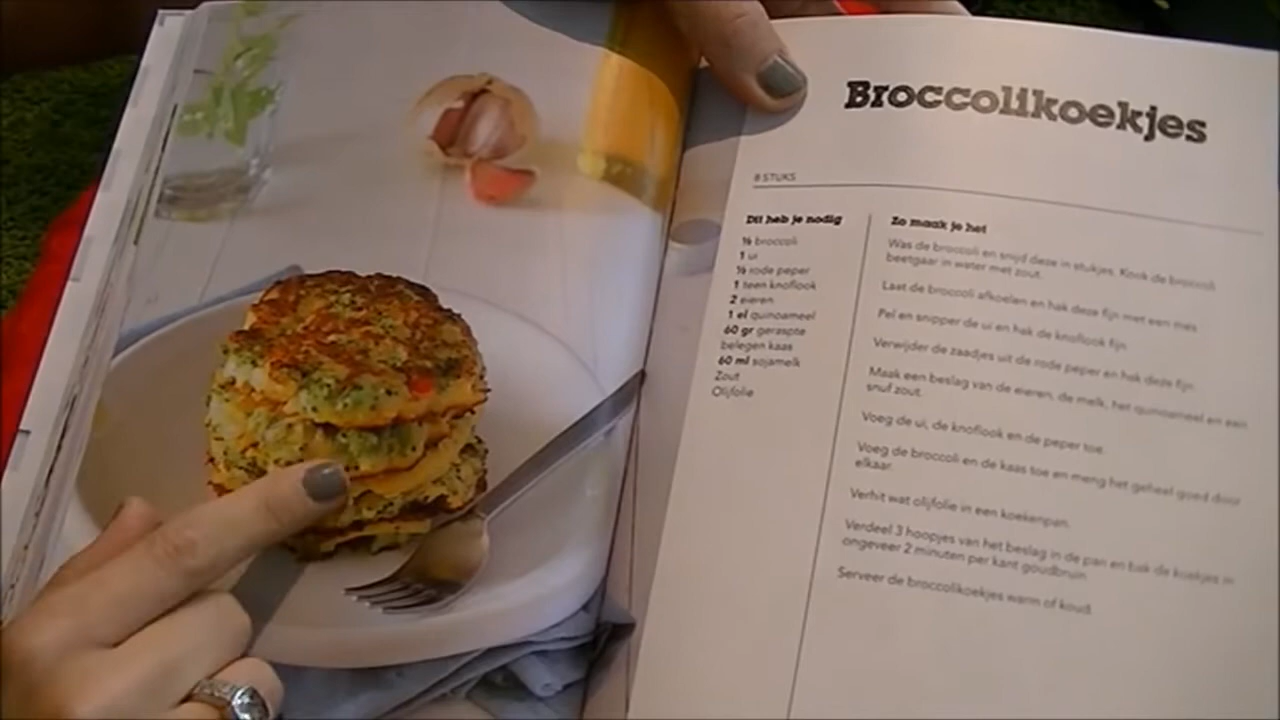 Broccolikoekjes
8 STUKS
Dit heb je nodig
½ broccoli
1 ui
½ rode peper
1 teen knoflook
2 eieren
1 el quinoameel
60 gr geraspte
belegen kaas
60 ml sojamelk
Zout
Olijfolie
Zo maak je het
Was de broccoli en snijd deze in stukjes. Kook de broccoli
beetgaar in water met zout.
Laat de broccoli afkoelen en hak deze fijn met een mes
Pel en snipper de ui en hak de knoflook fijn.
Verwijder de zaadjes uit de rode peper en hak deze fijn.
Maak een beslag van de eieren, de melk, het quinoameel en een
snuf zout.
Voeg de ui, de knoflook en de peper toe.
Voeg de broccoli en de kaas toe en meng het geheel goed door
elkaar.
Verhit wat olijfolie in een koekenpan.
Verdeel 3 hoopjes van het beslag in de pan en bak de koekjes in
ongeveer 2 minuten per kant goudbruin.
Serveer de broccolikoekjes warm of koud.